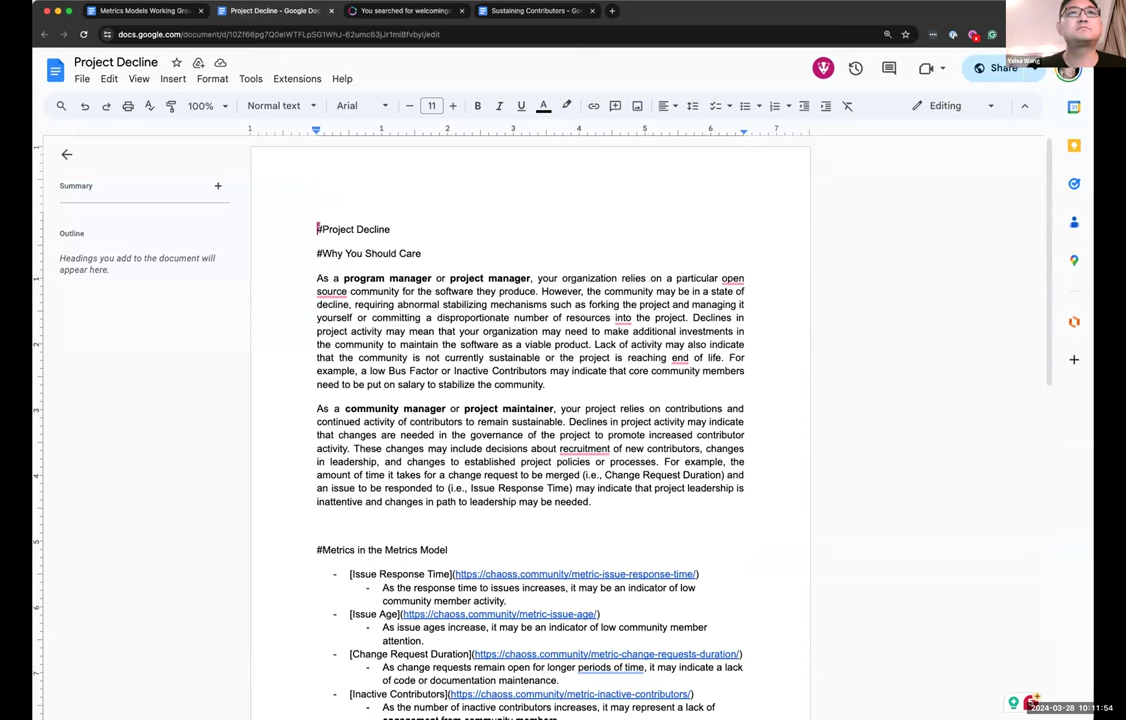 Metrics Models Working Grou
Project Decline - Google Doc
You searched for welcomingn
Sustaining Contributors - Go
docs.google.com/document/d/10Zf66pg7Q0eIWTFLpSG1WhJ-62umc63jJr1miBfvbyI/edit
Project Decline
File Edit View Insert Format Tools Extensions Help
Share
Yehui Wang
100% Normal text Arial 11 Editing
1 1 2 3 4 5 6 7
Summary
Outline
Headings you add to the document will
appear here.
#Project Decline
#Why You Should Care
As a program manager or project manager, your organization relies on a particular open
source community for the software they produce. However, the community may be in a state of
decline, requiring abnormal stabilizing mechanisms such as forking the project and managing it
yourself or committing a disproportionate number of resources into the project. Declines in
project activity may mean that your organization may need to make additional investments in
the community to maintain the software as a viable product. Lack of activity may also indicate
that the community is not currently sustainable or the project is reaching end of life. For
example, a low Bus Factor or Inactive Contributors may indicate that core community members
need to be put on salary to stabilize the community.
As a community manager or project maintainer, your project relies on contributions and
continued activity of contributors to remain sustainable. Declines in project activity may indicate
that changes are needed in the governance of the project to promote increased contributor
activity. These changes may include decisions about recruitment of new contributors, changes
in leadership, and changes to established project policies or processes. For example, the
amount of time it takes for a change request to be merged (i.e., Change Request Duration) and
an issue to be responded to (i.e., Issue Response Time) may indicate that project leadership is
inattentive and changes in path to leadership may be needed.
#Metrics in the Metrics Model
- [Issue Response Time](https://chaoss.community/metric-issue-response-time/)
- As the response time to issues increases, it may be an indicator of low
community member activity.
- [Issue Age](https://chaoss.community/metric-issue-age/)
- As issue ages increase, it may be an indicator of low community member
attention.
- [Change Request Duration](https://chaoss.community/metric-change-requests-duration/)
- As change requests remain open for longer periods of time, it may indicate a lack
of code or documentation maintenance.
- [Inactive Contributors](https://chaoss.community/metric-inactive-contributors/)
- As the number of inactive contributors increases, it may represent a lack of
engagement from community members.
2024-03-28 10:11:54